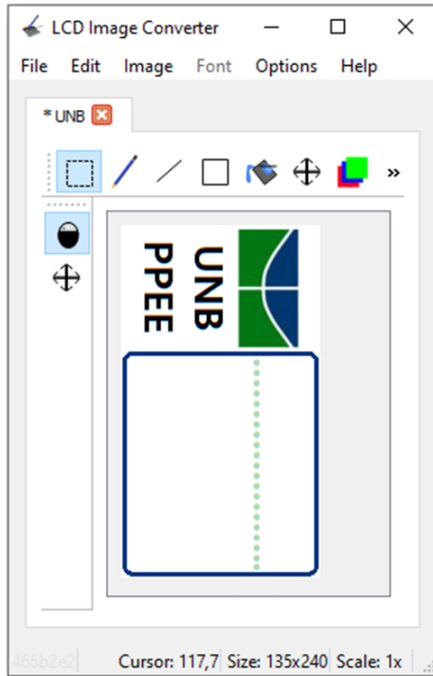 LCD Image Converter
File Edit Image Font Options Help
* UNB
»
UNB
PPEE
466b2e2 Cursor: 117,7 Size: 135x240 Scale: 1x